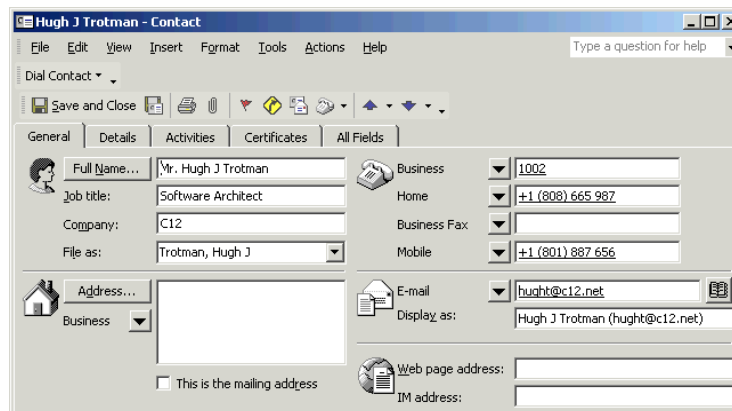 Hugh J Trotman - Contact
File Edit View Insert Format Tools Actions Help Type a question for help
Dial Contact
Save and Close
General Details Activities Certificates All Fields
Full Name... Mr. Hugh J Trotman Business 1002
Job title: Software Architect Home +1 (808) 665 987
Company: C12 Business Fax
File as: Trotman, Hugh J Mobile +1 (801) 887 656
Address... E-mail hught@c12.net
Business Display as: Hugh J Trotman (hught@c12.net)
This is the mailing address Web page address:
IM address: